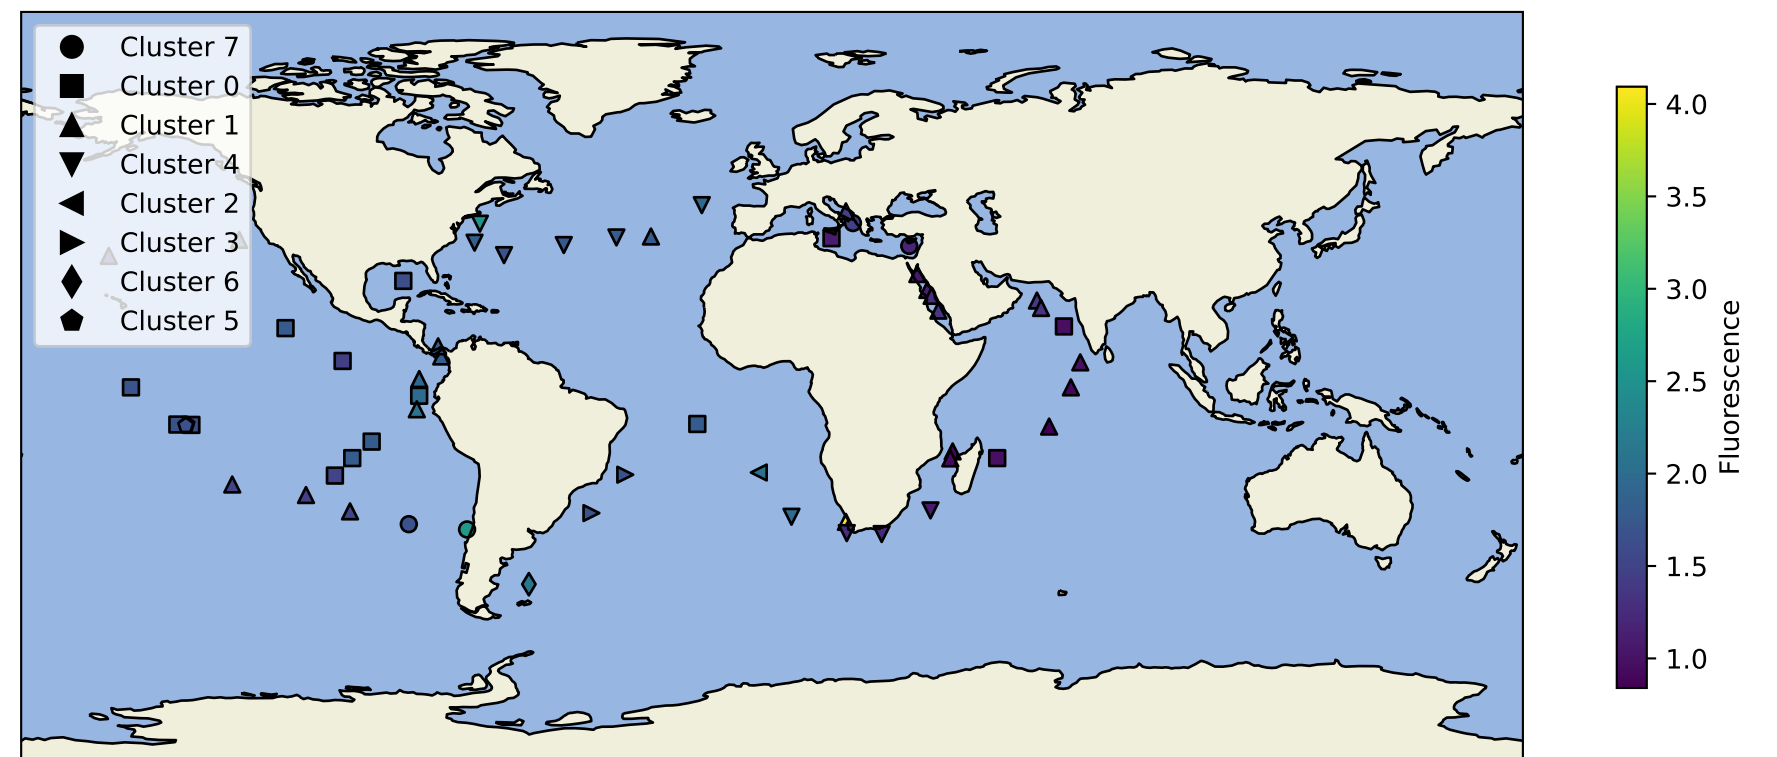 Cluster 7
Cluster 0
Cluster 1
Cluster 4
Cluster 2
Cluster 3
Cluster 6
Cluster 5
4.0
3.5
3.0
2.5
2.0
1.5
1.0
Fluorescence